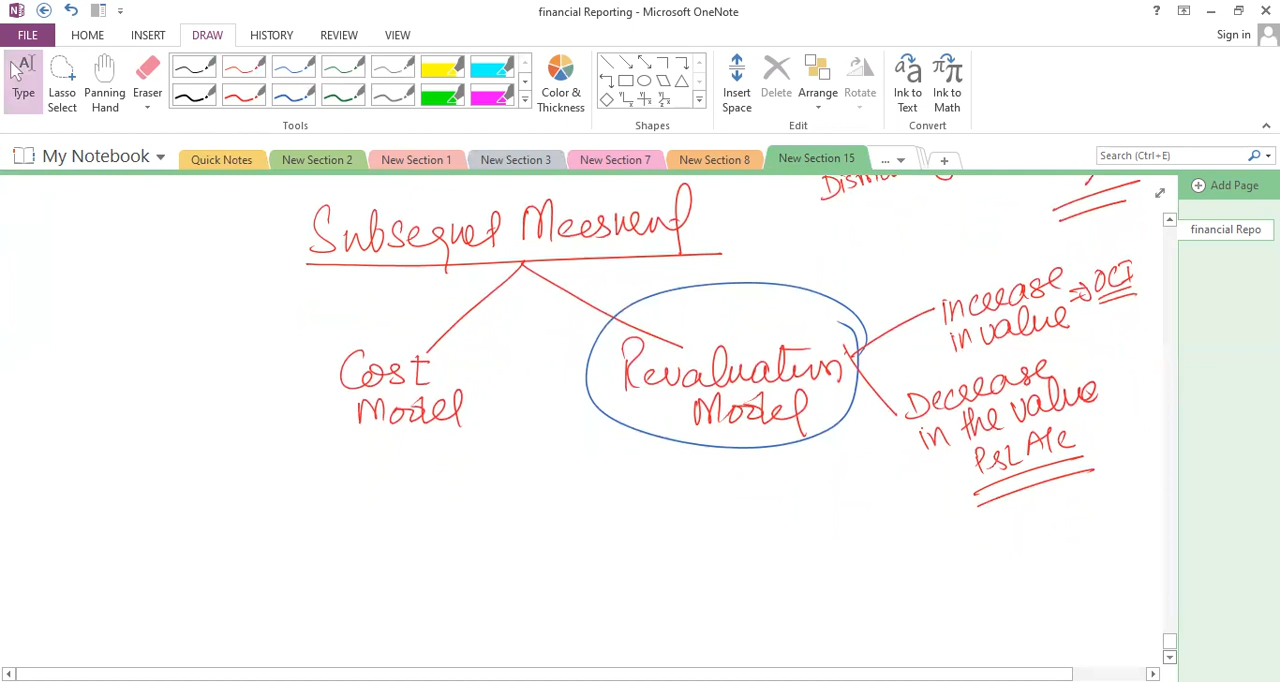 financial Reporting - Microsoft OneNote
?
FILE HOME INSERT DRAW HISTORY REVIEW VIEW
Sign in
Type
Lasso Select
Panning Hand
Eraser
Color & Thickness
Insert Space
Delete
Arrange
Rotate
Ink to Text
Ink to Math
Tools
Shapes
Edit
Convert
My Notebook
Quick Notes
New Section 2
New Section 1
New Section 3
New Section 7
New Section 8
New Section 15
...
Search (Ctrl+E)
Add Page
financial Repo
Subsequet Meesment
Cost
Model
Revaluation
Model
increase
in value
⇒ OCI
Decrease
in the value
P&L A/c